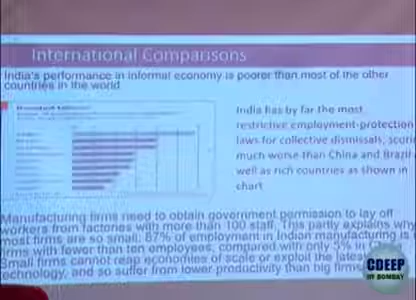 International Comparisons
India's performance in informal economy is poorer than most of the other
countries in the world
India has by far the most
restrictive employment-protection
laws for collective dismissals, scori
much worse than China and Brazil
well as rich countries as shown in
chart
Manufacturing firms need to obtain government permission to lay off
workers from factories with more than 100 staff. This partly explains why
most firms are so small: 87% of employment in Indian manufacturing is i
firms with fewer than ten employees, compared with only 5% in C
Small firms cannot reap economies of scale or exploit the lates
technology, and so suffer from lower productivity than big firms
CDEEP
IIT BOMBAY